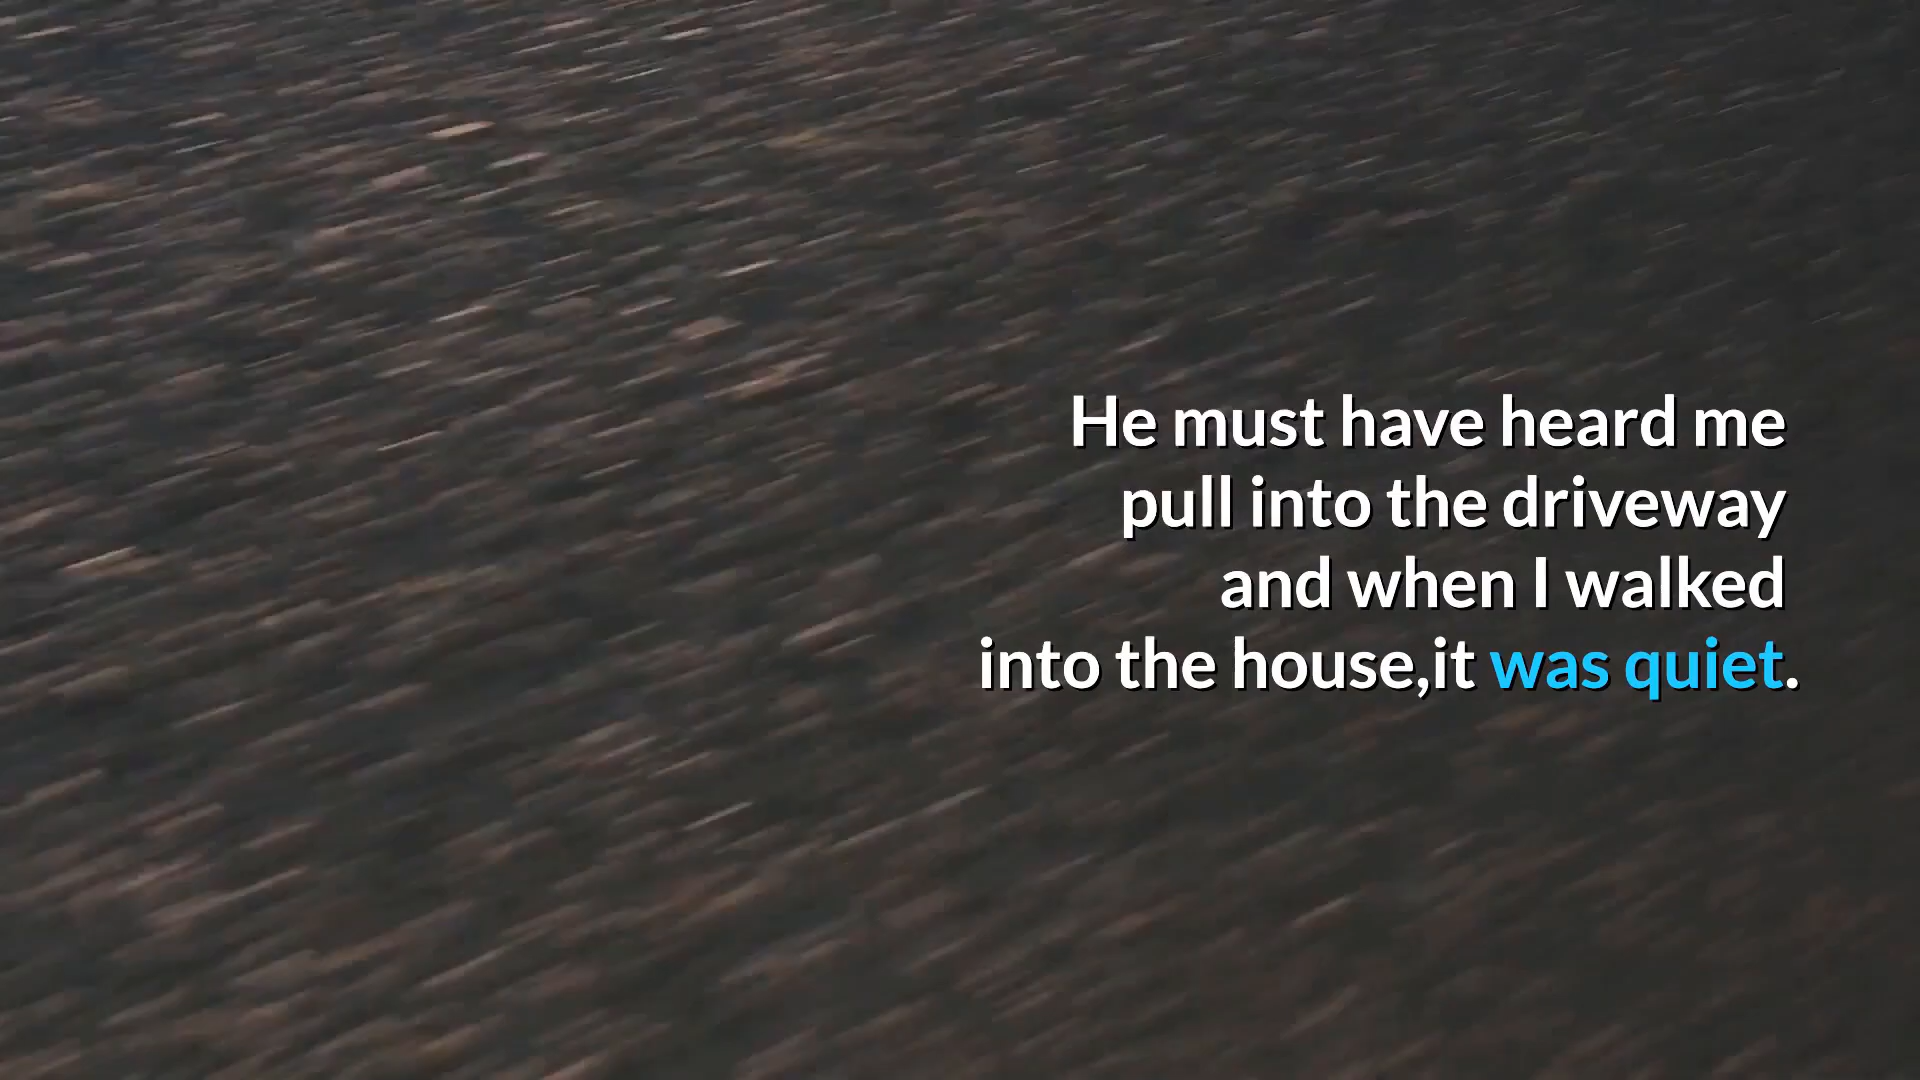 He must have heard me
pull into the driveway
and when I walked
into the house,it was quiet.